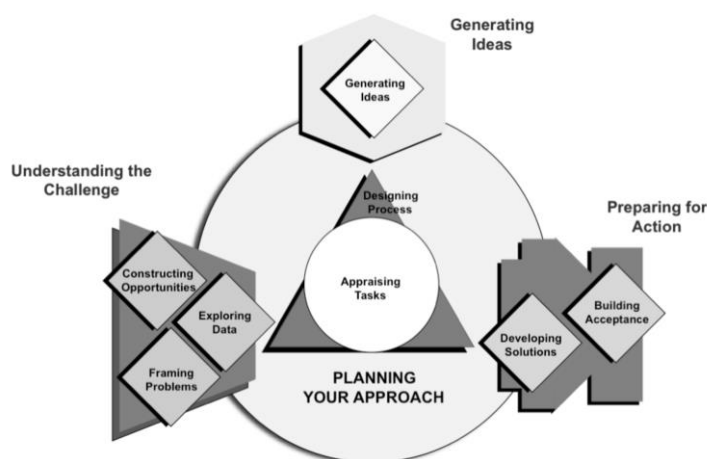 Generating
Ideas
Generating
Ideas
Understanding the
Challenge
Designing
Process
Preparing for
Action
Constructing
Opportunities
Appraising
Tasks
Building
Acceptance
Exploring
Data
Developing
Solutions
Framing
Problems
PLANNING
YOUR APPROACH